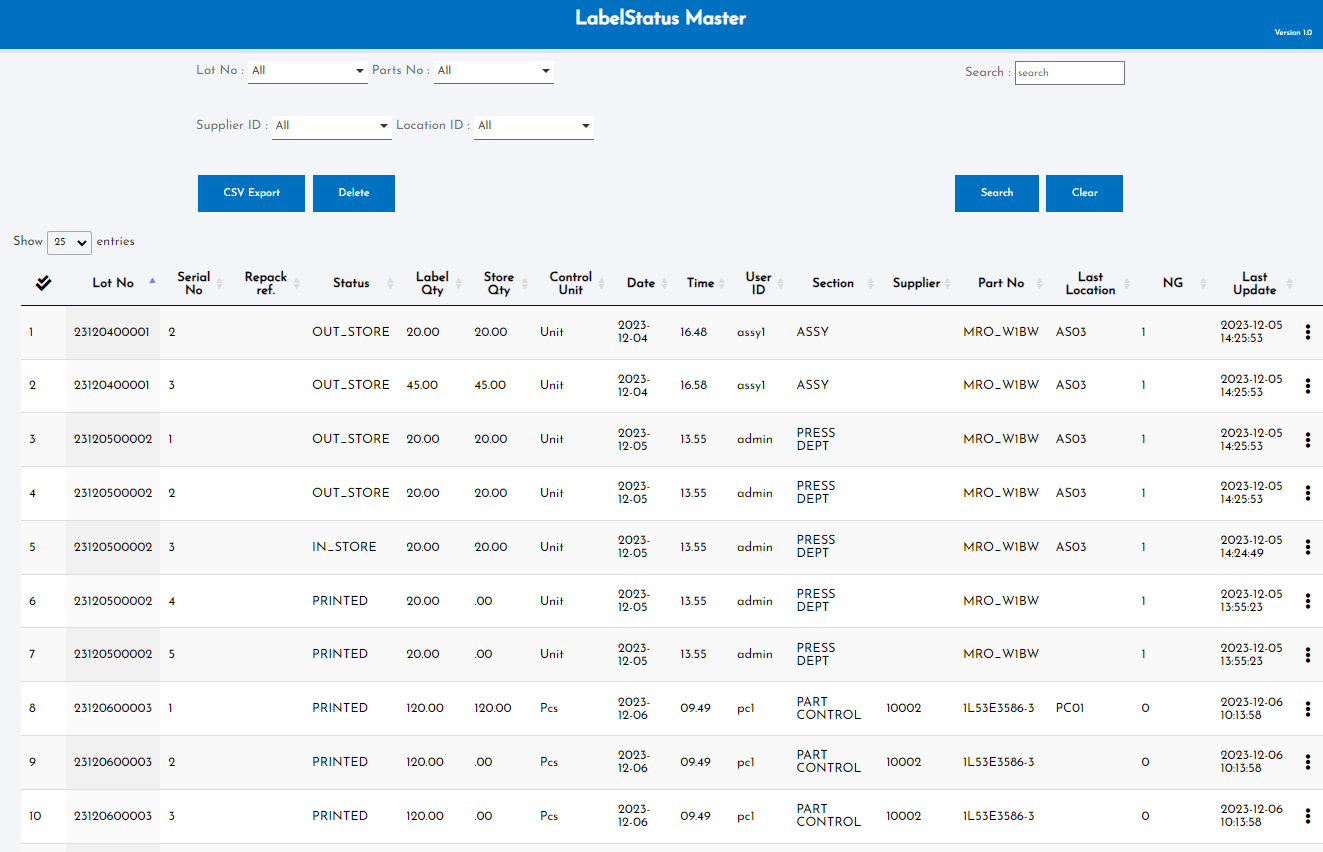 LabelStatus Master
Version 1.0
Lot No : All Parts No : All Search : search
Supplier ID : All Location ID : All
CSV Export Delete Search Clear
Show 25 entries
Lot No Serial No Repack ref. Status Label Qty Store Qty Control Unit Date Time User ID Section Supplier Part No Last Location NG Last Update
1 23120400001 2 OUT_STORE 20.00 20.00 Unit 2023-12-04 16.48 assy1 ASSY MRO_W1BW AS03 1 2023-12-05 14:25:53
2 23120400001 3 OUT_STORE 45.00 45.00 Unit 2023-12-04 16.58 assy1 ASSY MRO_W1BW AS03 1 2023-12-05 14:25:53
3 23120500002 1 OUT_STORE 20.00 20.00 Unit 2023-12-05 13.55 admin PRESS DEPT MRO_W1BW AS03 1 2023-12-05 14:25:53
4 23120500002 2 OUT_STORE 20.00 20.00 Unit 2023-12-05 13.55 admin PRESS DEPT MRO_W1BW AS03 1 2023-12-05 14:25:53
5 23120500002 3 IN_STORE 20.00 20.00 Unit 2023-12-05 13.55 admin PRESS DEPT MRO_W1BW AS03 1 2023-12-05 14:24:49
6 23120500002 4 PRINTED 20.00 .00 Unit 2023-12-05 13.55 admin PRESS DEPT MRO_W1BW 1 2023-12-05 13:55:23
7 23120500002 5 PRINTED 20.00 .00 Unit 2023-12-05 13.55 admin PRESS DEPT MRO_W1BW 1 2023-12-05 13:55:23
8 23120600003 1 PRINTED 120.00 120.00 Pcs 2023-12-06 09.49 pc1 PART CONTROL 10002 1L53E3586-3 PC01 0 2023-12-06 10:13:58
9 23120600003 2 PRINTED 120.00 .00 Pcs 2023-12-06 09.49 pc1 PART CONTROL 10002 1L53E3586-3 0 2023-12-06 10:13:58
10 23120600003 3 PRINTED 120.00 .00 Pcs 2023-12-06 09.49 pc1 PART CONTROL 10002 1L53E3586-3 0 2023-12-06 10:13:58